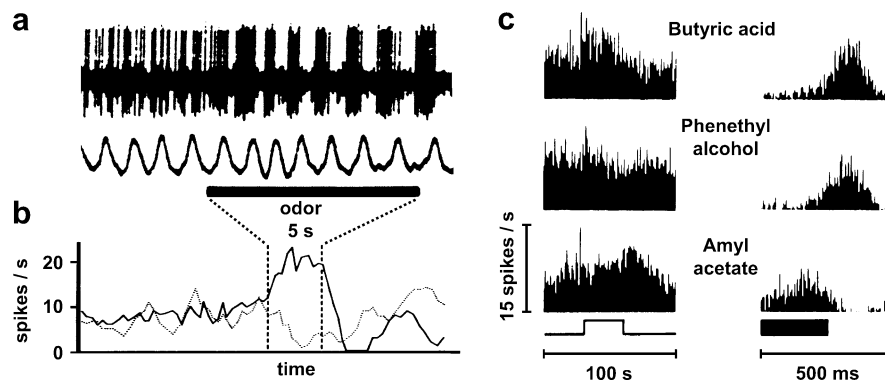 a
odor
5 s
b
spikes / s
20
10
0
time
c
Butyric acid
Phenethyl
alcohol
Amyl
acetate
15 spikes / s
100 s
500 ms